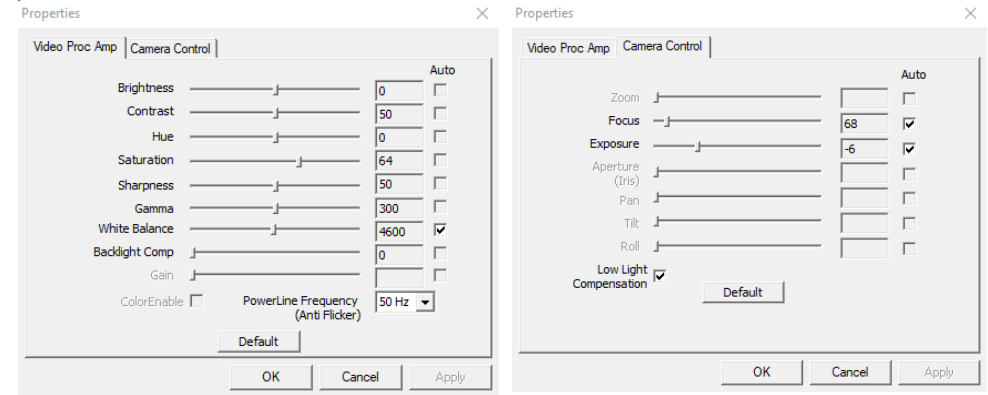 Properties
Video Proc Amp Camera Control
Auto
Brightness 0
Contrast 50
Hue 0
Saturation 64
Sharpness 50
Gamma 300
White Balance 4600
Backlight Comp 0
Gain
ColorEnable PowerLine Frequency 50 Hz
(Anti Flicker)
Default
OK Cancel Apply
Properties
Video Proc Amp Camera Control
Auto
Zoom
Focus 68
Exposure -6
Aperture
(Iris)
Pan
Tilt
Roll
Low Light
Compensation
Default
OK Cancel Apply